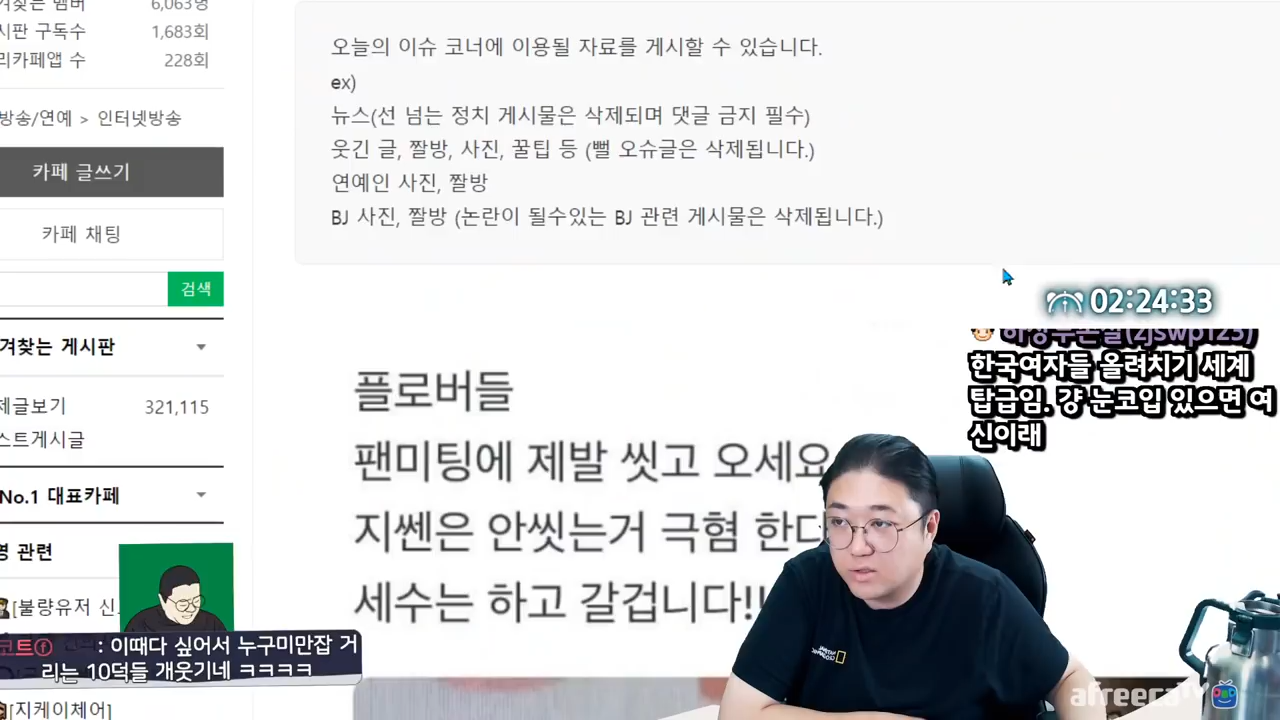 겨찾는 멤버 6,063명
시판 구독수 1,683회
리카페앱 수 228회
방송/연예 > 인터넷방송
카페 글쓰기
카페 채팅
검색
겨찾는 게시판
제글보기 321,115
스트게시글
No.1 대표카페
령 관련
[불량유저 신
[지케이체어]
오늘의 이슈 코너에 이용될 자료를 게시할 수 있습니다.
ex)
뉴스(선 넘는 정치 게시물은 삭제되며 댓글 금지 필수)
웃긴 글, 짤방, 사진, 꿀팁 등 (뻘 오슈글은 삭제됩니다.)
연예인 사진, 짤방
BJ 사진, 짤방 (논란이 될수있는 BJ 관련 게시물은 삭제됩니다.)
02:24:33
한국여자들 올려치기 세계
탑급임. 걍 눈코입 있으면 여
신이래
플로버들
팬미팅에 제발 씻고 오세요
지쎈은 안씻는거 극혐 한다
세수는 하고 갈겁니다!!
코트ⓕ : 이때다 싶어서 누구미만잡 거
리는 10덕들 개웃기네 ㅋㅋㅋㅋ
afreecaTV